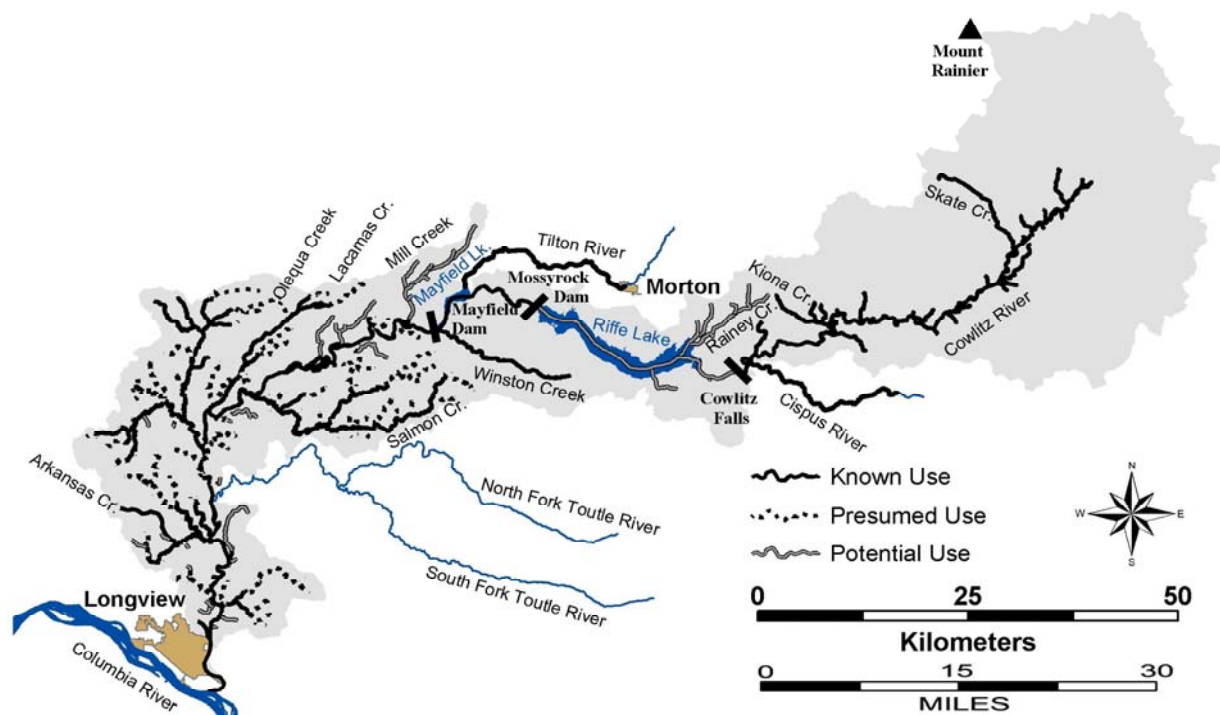 Mount
Rainier
Skate Cr.
Olequa Creek
Lacamas Cr.
Mill Creek
Mayfield Lk.
Tilton River
Mossyrock
Dam
Morton
Kiona Cr.
Mayfield
Dam
Riffe Lake
Rainey Cr.
Cowlitz River
Winston Creek
Cowlitz
Falls
Cispus River
Salmon Cr.
Arkansas Cr.
North Fork Toutle River
South Fork Toutle River
Longview
Columbia River
Known Use
Presumed Use
Potential Use
N
W
E
S
0 25 50
Kilometers
0 15 30
MILES